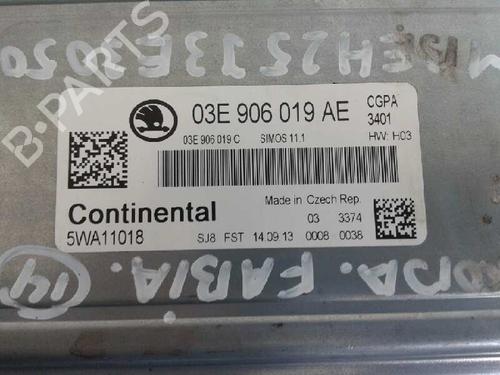 03E 906 019 AE
CGPA
3401
03E 906 019 C
SIMOS 11.1
HW: H03
Made in Czech Rep.
Continental
03 3374
5WA11018
SJ8 FST 14.09.13 0008 0038
FABIA.
14
B-PARTS